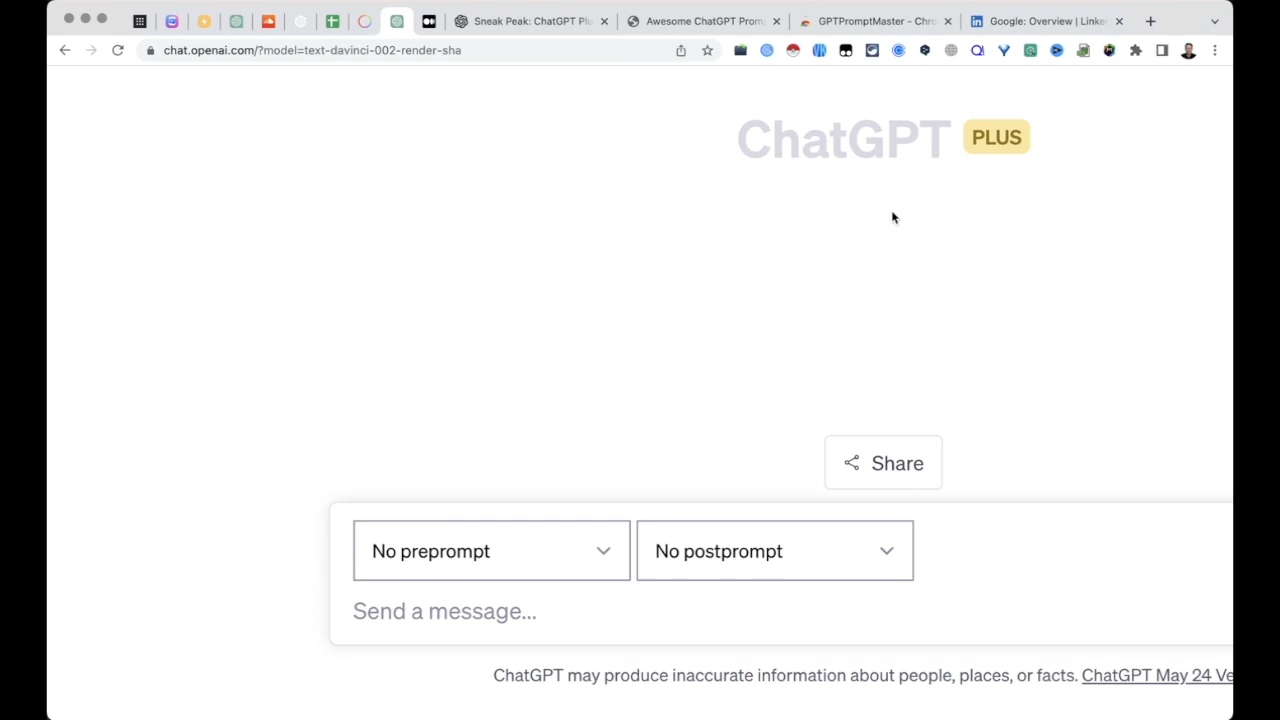 Sneak Peak: ChatGPT Plu
Awesome ChatGPT Prom
GPTPromptMaster - Chro
Google: Overview | Linke
chat.openai.com/?model=text-davinci-002-render-sha
ChatGPT PLUS
Share
No preprompt
No postprompt
Send a message...
ChatGPT may produce inaccurate information about people, places, or facts. ChatGPT May 24 Ve